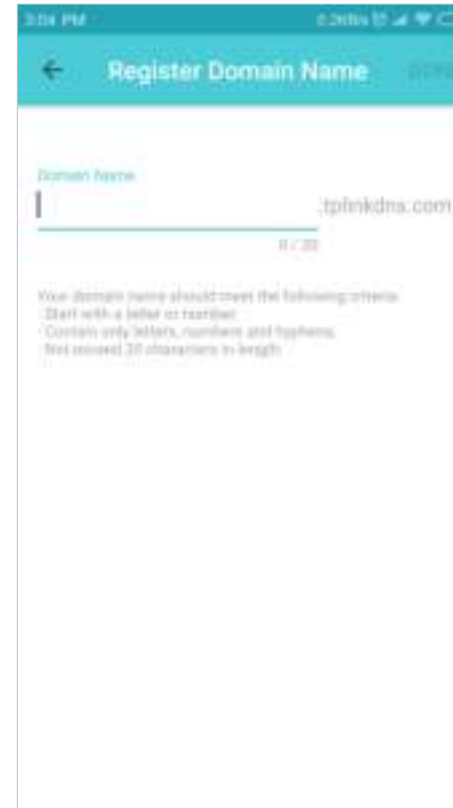 3:04 PM
Register Domain Name
Domain Name
.tplinkdns.com
0 / 20
Your domain name should meet the following criteria:
Start with a letter or number.
Contain only letters, numbers and hyphens.
Not exceed 20 characters in length.